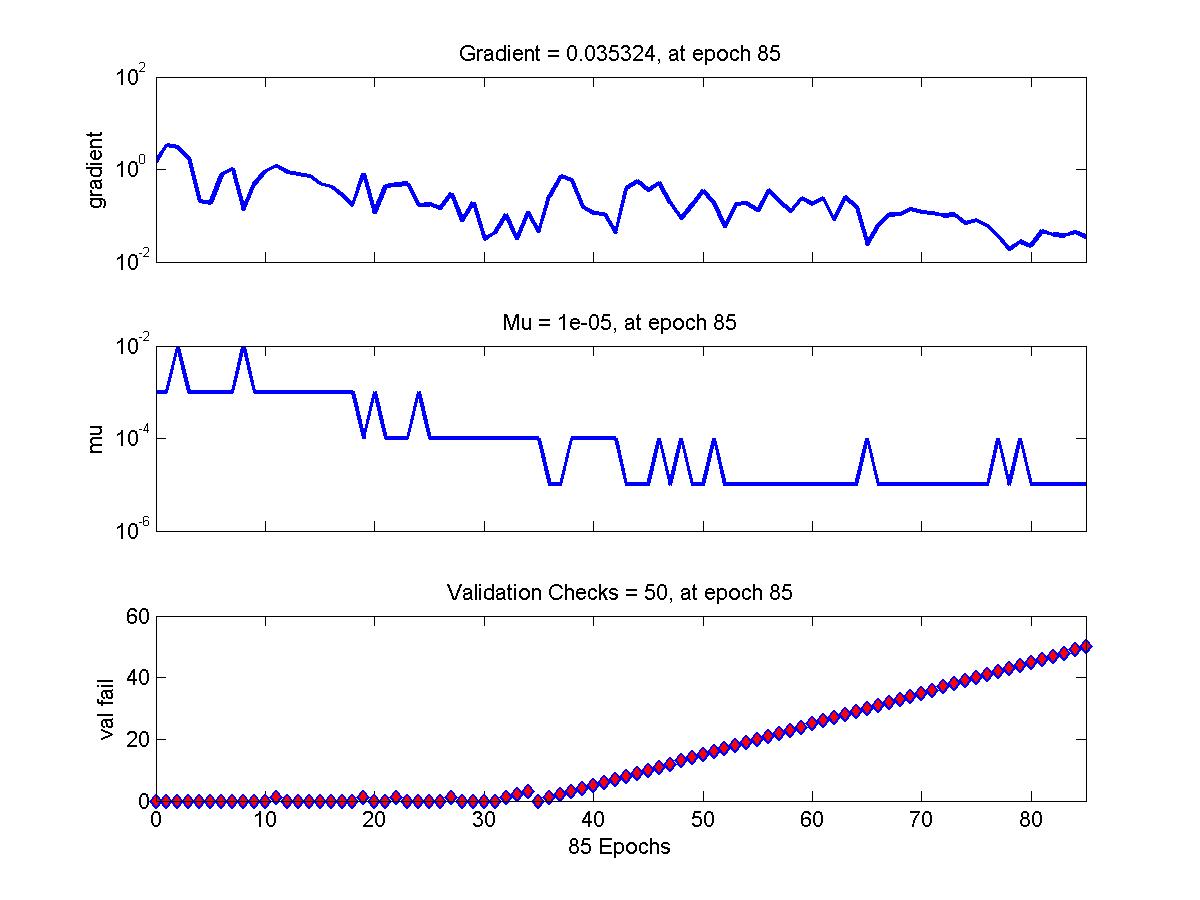 Gradient = 0.035324, at epoch 85
10^2
10^0
10^-2
gradient
Mu = 1e-05, at epoch 85
10^-2
10^-4
10^-6
mu
Validation Checks = 50, at epoch 85
60
40
20
0
val fail
0 10 20 30 40 50 60 70 80
85 Epochs